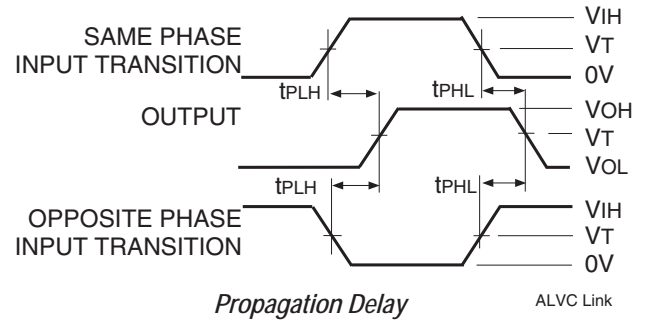 SAME PHASE
INPUT TRANSITION
VIH
VT
0V
tPLH
tPHL
OUTPUT
VOH
VT
VOL
tPLH
tPHL
OPPOSITE PHASE
INPUT TRANSITION
VIH
VT
0V
Propagation Delay
ALVC Link